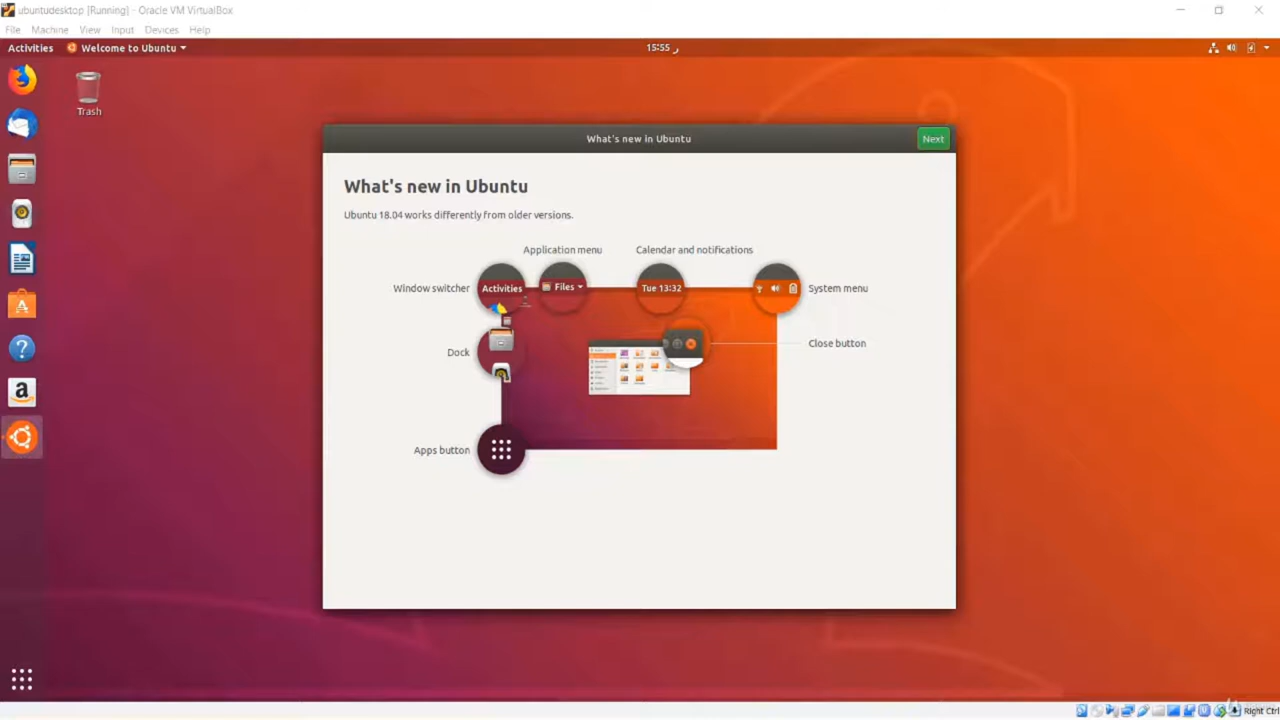 ubuntudesktop [Running] - Oracle VM VirtualBox
File Machine View Input Devices Help
Activities Welcome to Ubuntu 15:55 ر
Trash
What's new in Ubuntu Next
What's new in Ubuntu
Ubuntu 18.04 works differently from older versions.
Application menu Calendar and notifications
Window switcher Activities Files Tue 13:32 System menu
Close button
Dock
Apps button
Right Ctrl